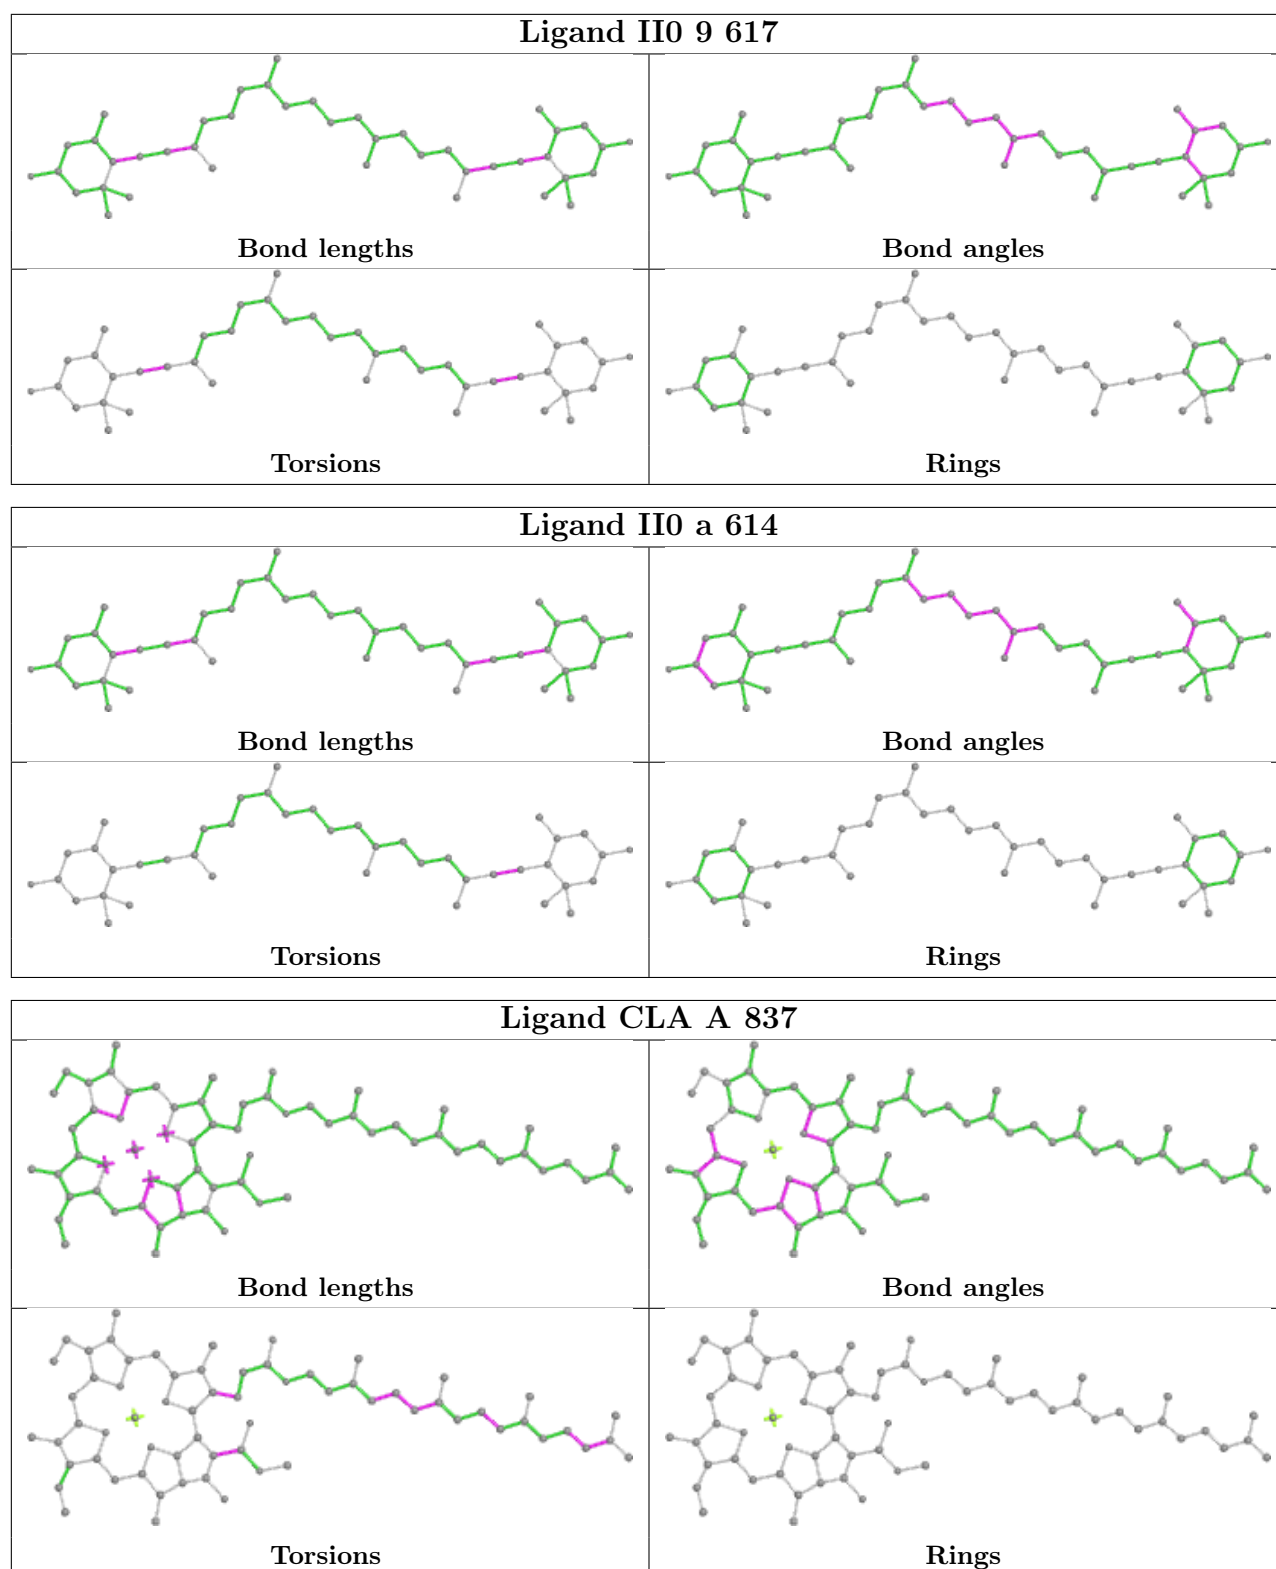 Ligand II0 9 617
Bond lengths
Bond angles
Torsions
Rings
Ligand II0 a 614
Bond lengths
Bond angles
Torsions
Rings
Ligand CLA A 837
Bond lengths
Bond angles
Torsions
Rings